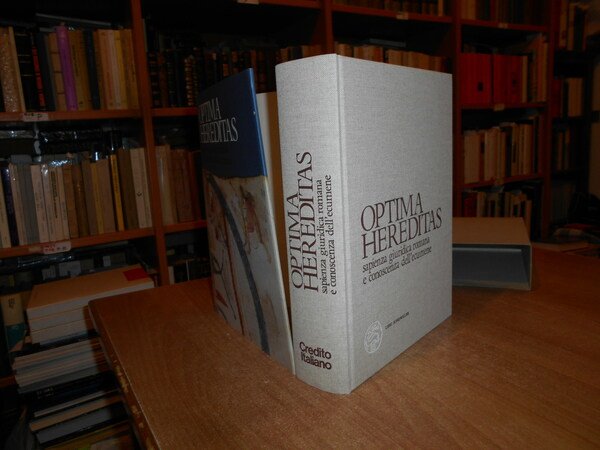 OPTIMA
HEREDITAS
OPTIMA
HEREDITAS
sapienza giuridica romana
e conoscenza dell'ecumene
Credito
Italiano
OPTIMA
HEREDITAS
sapienza giuridica romana
e conoscenza dell'ecumene